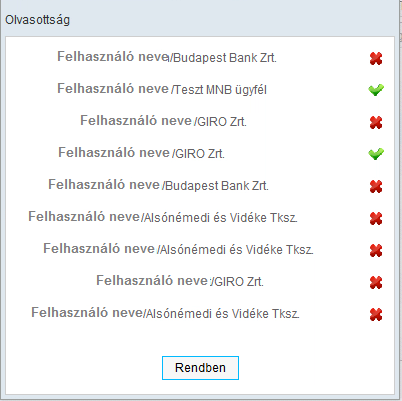 Olvasottság
Felhasználó neve/Budapest Bank Zrt.
Felhasználó neve/Teszt MNB ügyfél
Felhasználó neve/GIRO Zrt.
Felhasználó neve/GIRO Zrt.
Felhasználó neve/Budapest Bank Zrt.
Felhasználó neve/Alsónémedi és Vidéke Tksz.
Felhasználó neve/Alsónémedi és Vidéke Tksz.
Felhasználó neve:/GIRO Zrt.
Felhasználó neve/Alsónémedi és Vidéke Tksz.
Rendben